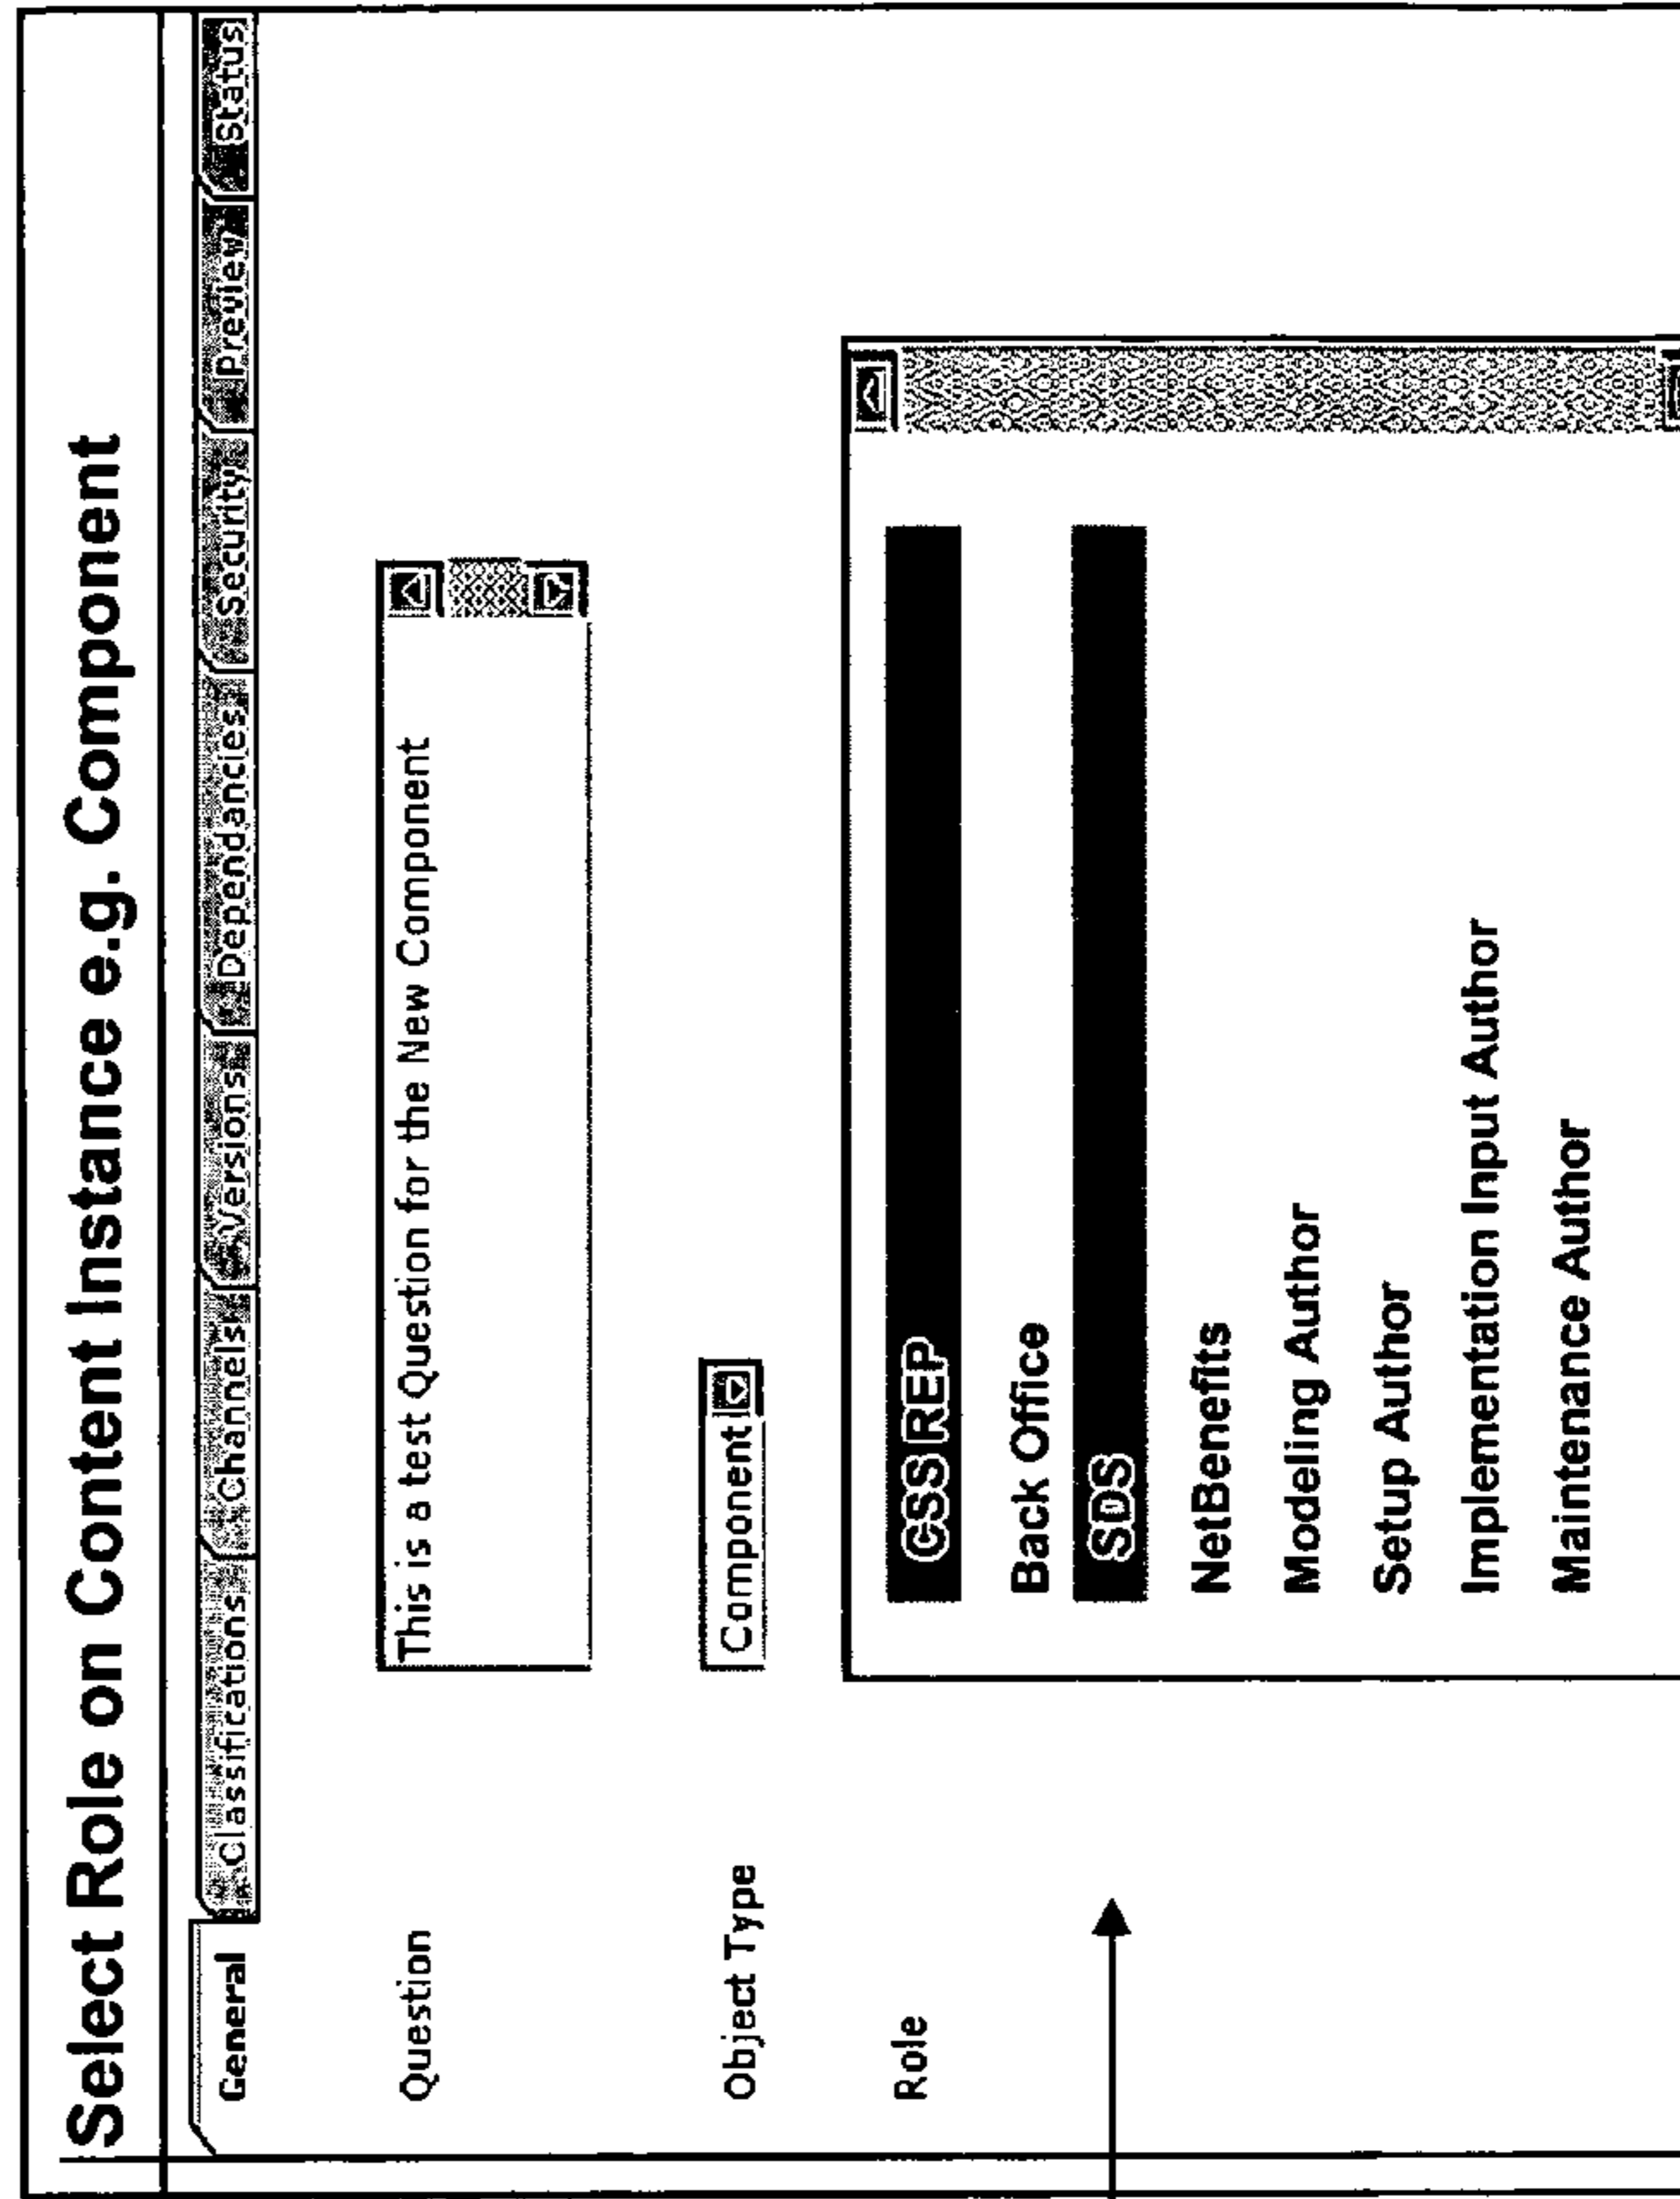 Select Role on Content Instance e.g. Component
General Classifications Channels Versions Dependancies Security Preview Status
Question This is a test Question for the New Component
Object Type Component
Role CSS REP
Back Office
SDS
NetBenefits
Modeling Author
Setup Author
Implementation Input Author
Maintenance Author